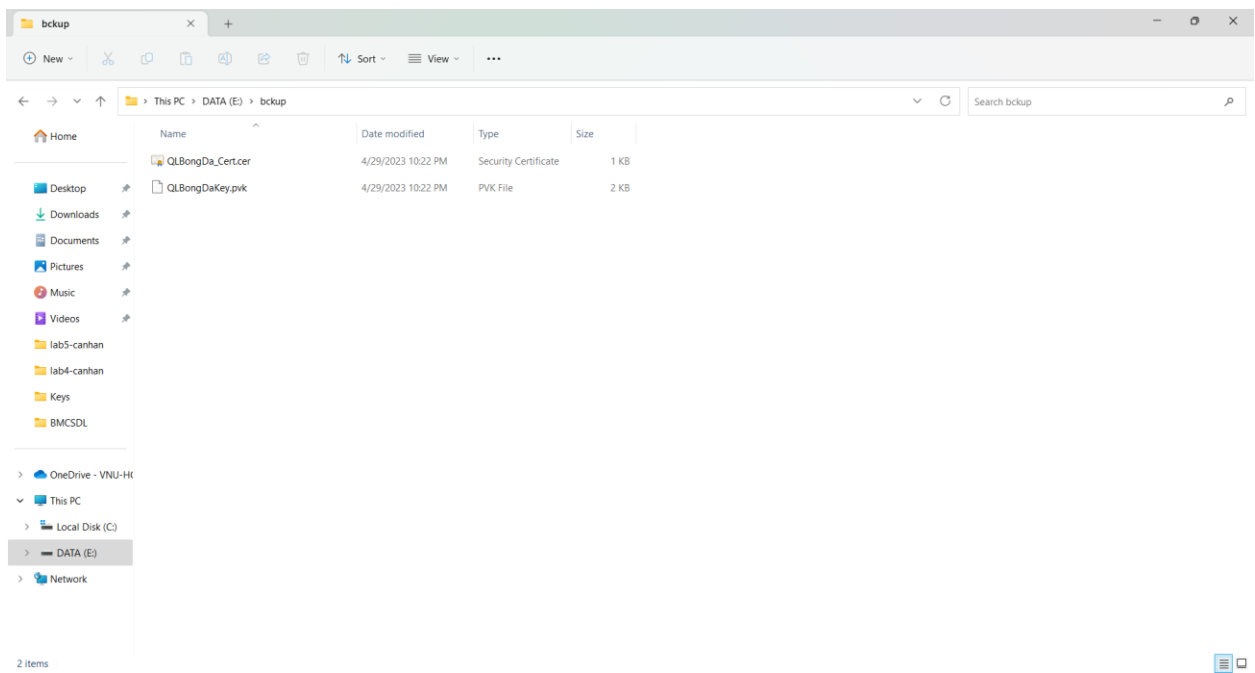 bckup
New
Sort
View
This PC > DATA (E:) > bckup
Search bckup
Home
Desktop
Downloads
Documents
Pictures
Music
Videos
lab5-canhan
lab4-canhan
Keys
BMCSDL
OneDrive - VNU-HC
This PC
Local Disk (C:)
DATA (E:)
Network
Name Date modified Type Size
QLBongDa_Cert.cer 4/29/2023 10:22 PM Security Certificate 1 KB
QLBongDaKey.pvk 4/29/2023 10:22 PM PVK File 2 KB
2 items